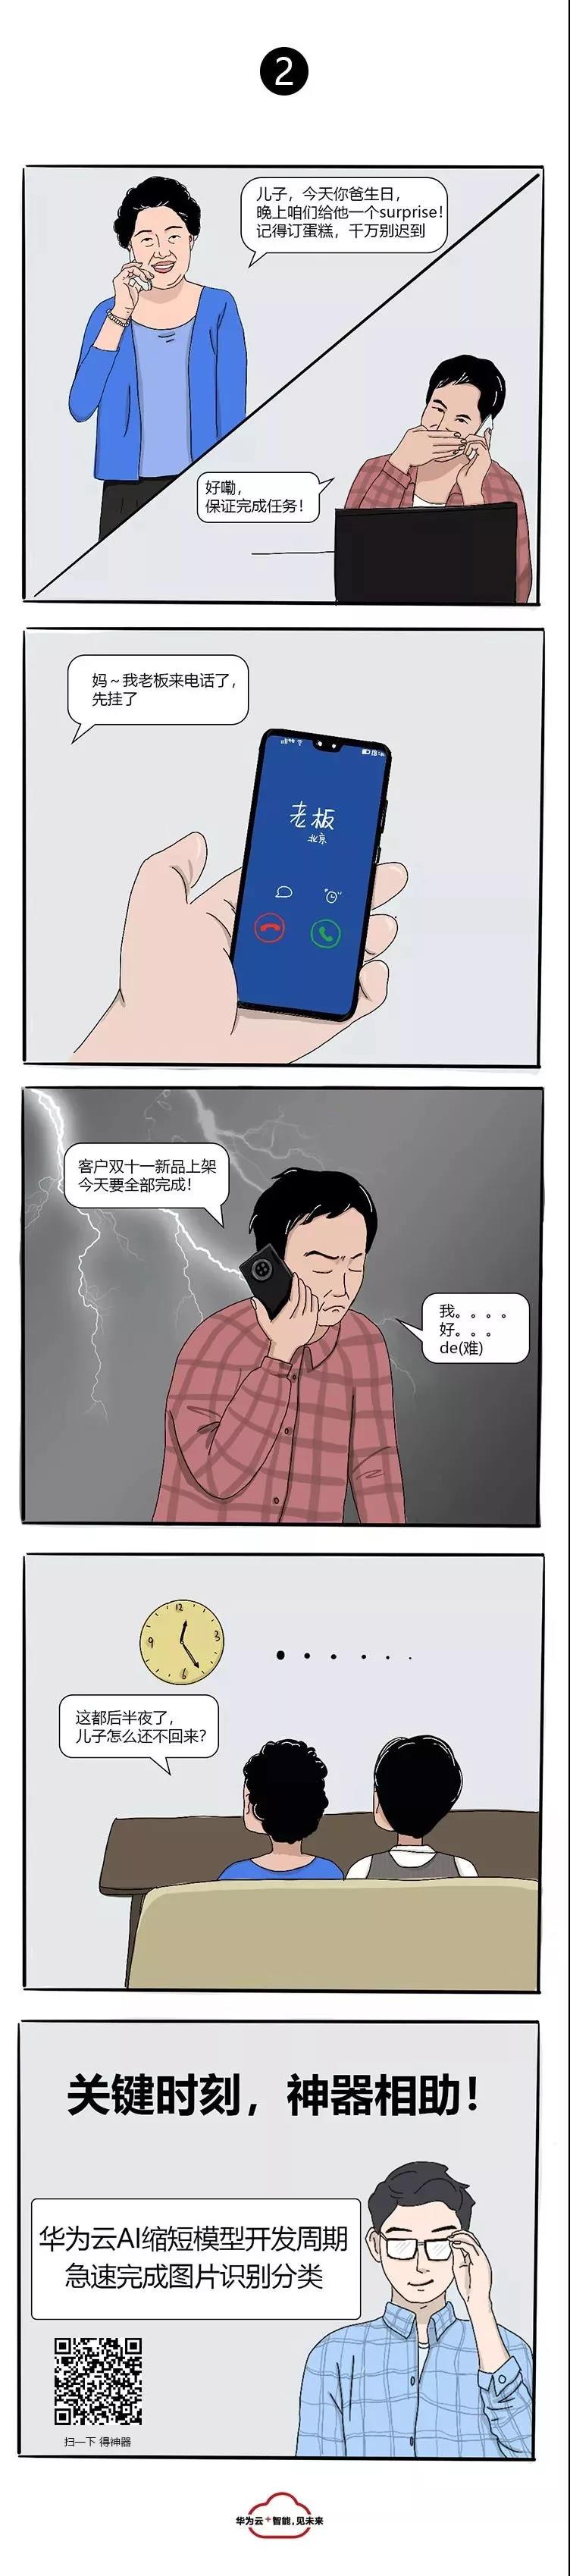 2
儿子，今天你爸生日，
晚上咱们给他一个surprise！
记得订蛋糕，千万别迟到
好嘞，
保证完成任务！
妈～我老板来电话了，
先挂了
老板
北京
客户双十一新品上架
今天要全部完成！
我。。。。
好。。。
de(难)
12
9
3
6
这都后半夜了，
儿子怎么还不回来？
关键时刻，神器相助！
华为云AI缩短模型开发周期
急速完成图片识别分类
扫一下 得神器
华为云+智能，见未来